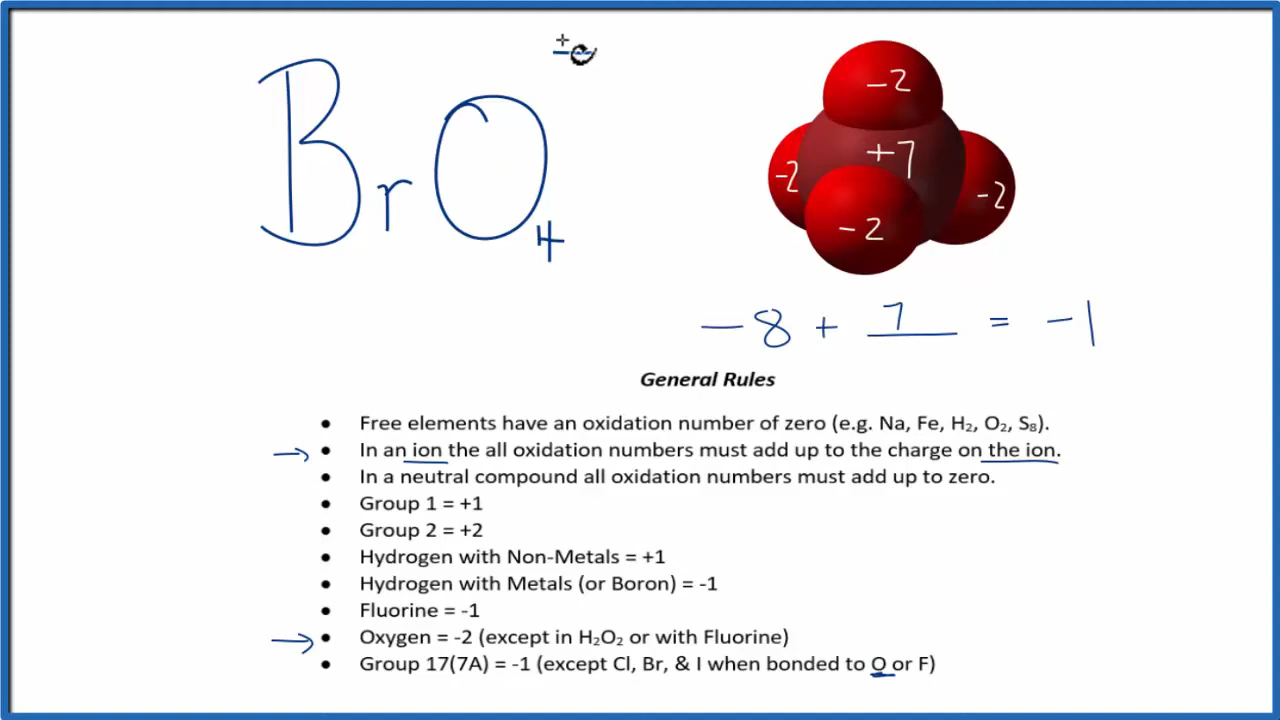 BrO₄⁻
-2
+7
-2
-2
-2
-8 + 7 = -1
General Rules
• Free elements have an oxidation number of zero (e.g. Na, Fe, H₂, O₂, S₈).
• In an ion the all oxidation numbers must add up to the charge on the ion.
• In a neutral compound all oxidation numbers must add up to zero.
• Group 1 = +1
• Group 2 = +2
• Hydrogen with Non-Metals = +1
• Hydrogen with Metals (or Boron) = -1
• Fluorine = -1
• Oxygen = -2 (except in H₂O₂ or with Fluorine)
• Group 17(7A) = -1 (except Cl, Br, & I when bonded to O or F)